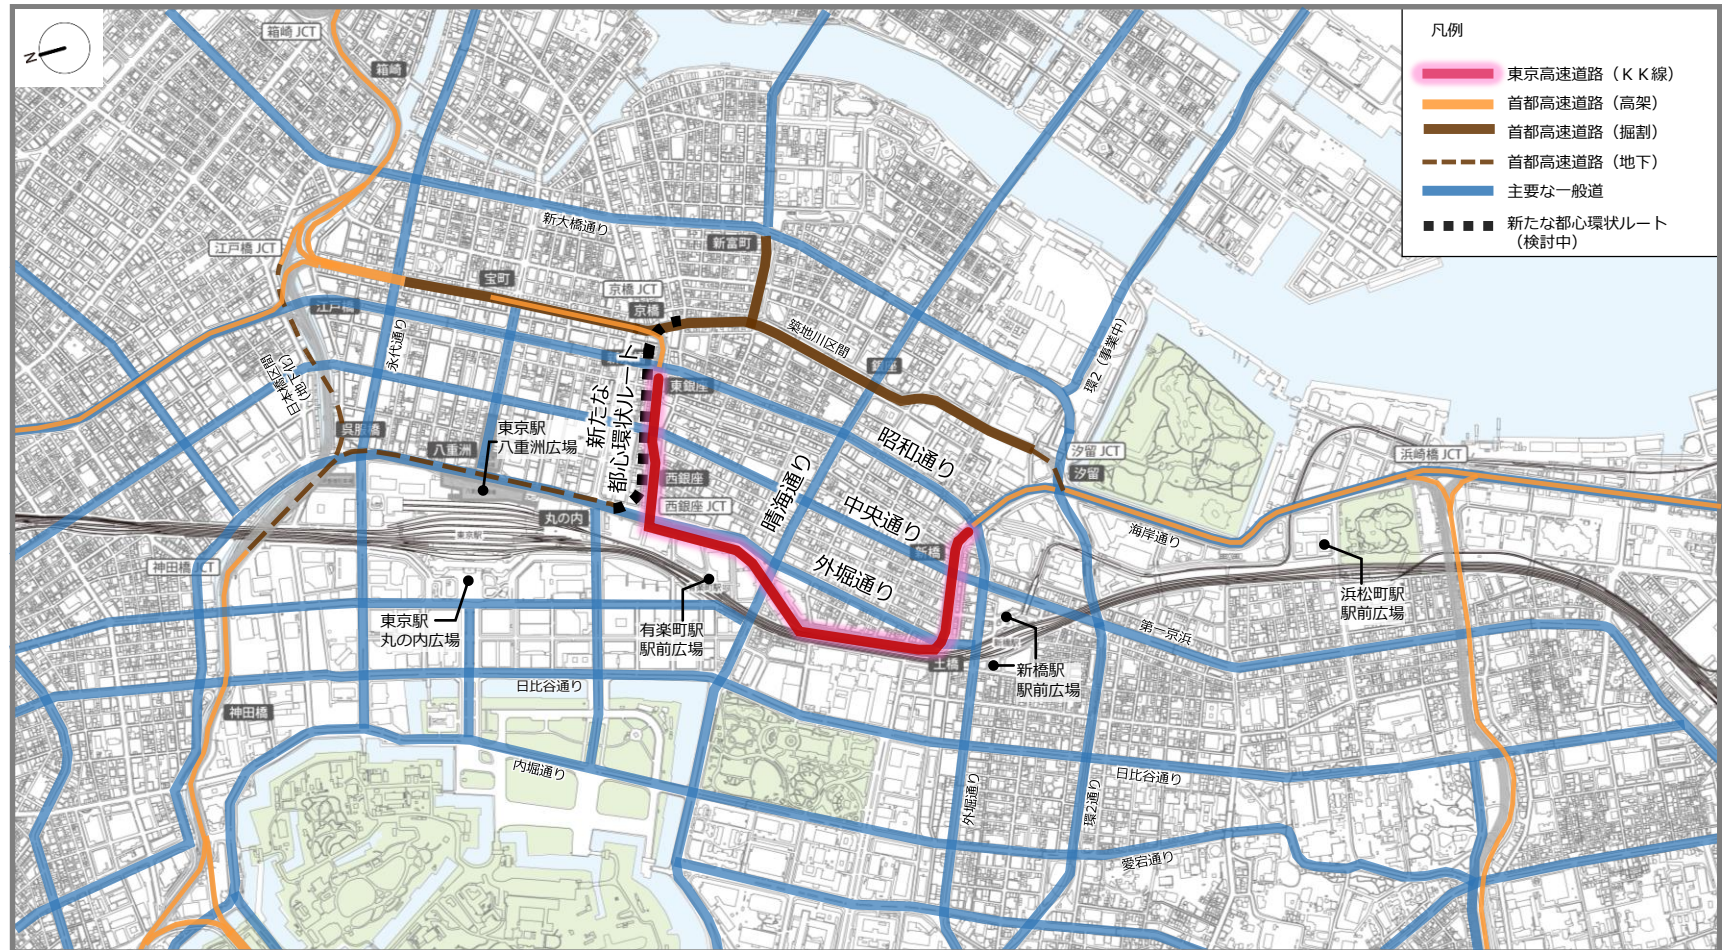 凡例
東京高速道路（ＫＫ線）
首都高速道路（高架）
首都高速道路（掘割）
首都高速道路（地下）
主要な一般道
新たな都心環状ルート
（検討中）
N
箱崎 JCT
箱崎
新大橋通り
新富町
江戸橋 JCT
宝町
京橋 JCT
京橋
江戸橋
永代通り
築地川区間
銀座
環２（事業中）
日本橋区間
（地下化）
新たな
都心環状ルート
東銀座
呉服橋
八重洲
東京駅
八重洲広場
昭和通り
汐留 JCT
汐留
浜崎橋 JCT
西銀座
西銀座 JCT
晴海通り
中央通り
丸の内
東京駅
新橋
海岸通り
神田橋 JCT
外堀通り
東京駅
丸の内広場
有楽町駅
駅前広場
浜松町駅
駅前広場
第一京浜
土橋
新橋駅
駅前広場
日比谷通り
神田橋
内堀通り
日比谷通り
外堀通り
環２通り
愛宕通り